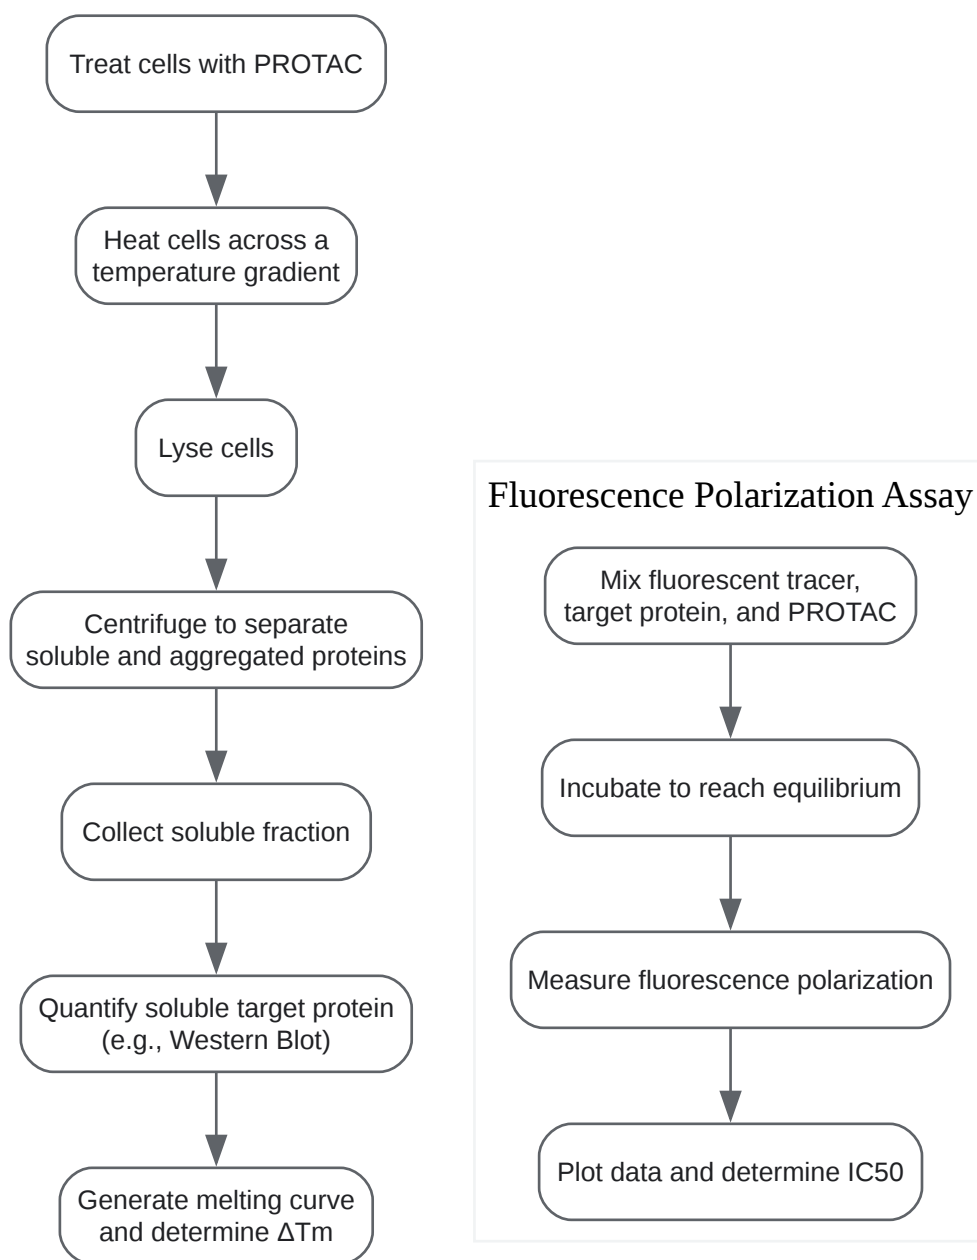 Treat cells with PROTAC
Heat cells across a
temperature gradient
Lyse cells
Centrifuge to separate
soluble and aggregated proteins
Collect soluble fraction
Quantify soluble target protein
(e.g., Western Blot)
Generate melting curve
and determine ΔTm
Fluorescence Polarization Assay
Mix fluorescent tracer,
target protein, and PROTAC
Incubate to reach equilibrium
Measure fluorescence polarization
Plot data and determine IC50